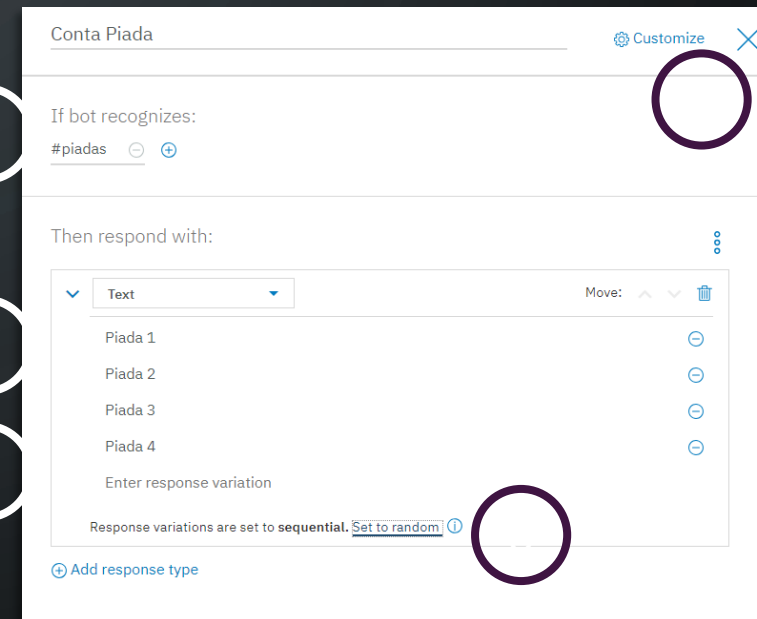 Conta Piada
Customize
If bot recognizes:
#piadas
Then respond with:
Text
Move:
Piada 1
Piada 2
Piada 3
Piada 4
Enter response variation
Response variations are set to sequential. Set to random
Add response type